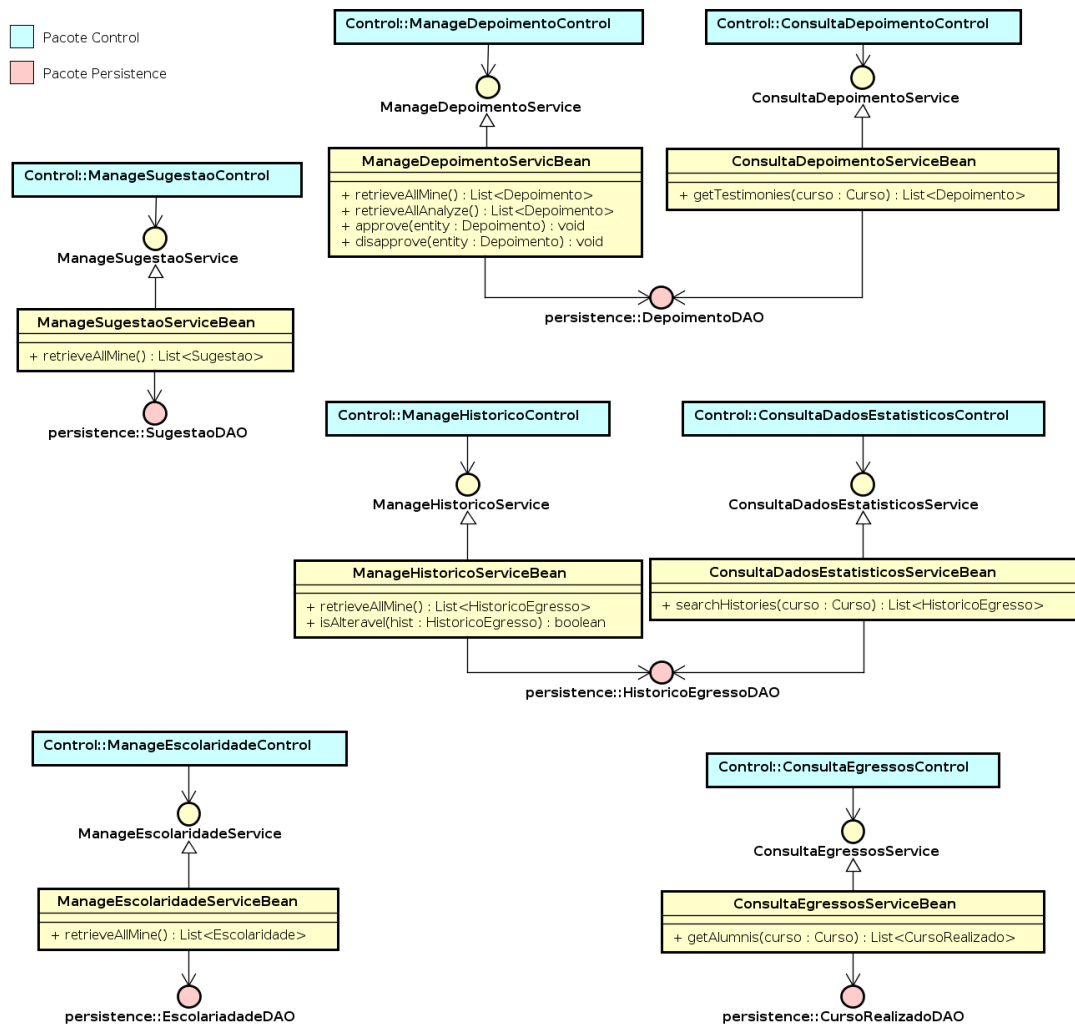 Pacote Control
Pacote Persistence
Control::ManageDepoimentoControl
ManageDepoimentoService
ManageDepoimentoServicBean
+ retrieveAllMine() : List<Depoimento>
+ retrieveAllAnalyze() : List<Depoimento>
+ approve(entity : Depoimento) : void
+ disapprove(entity : Depoimento) : void
Control::ConsultaDepoimentoControl
ConsultaDepoimentoService
ConsultaDepoimentoServiceBean
+ getTestimonies(curso : Curso) : List<Depoimento>
persistence::DepoimentoDAO
Control::ManageSugestaoControl
ManageSugestaoService
ManageSugestaoServiceBean
+ retrieveAllMine() : List<Sugestao>
persistence::SugestaoDAO
Control::ManageHistoricoControl
ManageHistoricoService
ManageHistoricoServiceBean
+ retrieveAllMine() : List<HistoricoEgresso>
+ isAlteravel(hist : HistoricoEgresso) : boolean
Control::ConsultaDadosEstatisticosControl
ConsultaDadosEstatisticosService
ConsultaDadosEstatisticosServiceBean
+ searchHistories(curso : Curso) : List<HistoricoEgresso>
persistence::HistoricoEgressoDAO
Control::ManageEscolaridadeControl
ManageEscolaridadeService
ManageEscolaridadeServiceBean
+ retrieveAllMine() : List<Escolaridade>
persistence::EscolariadadeDAO
Control::ConsultaEgressosControl
ConsultaEgressosService
ConsultaEgressosServiceBean
+ getAlumnis(curso : Curso) : List<CursoRealizado>
persistence::CursoRealizadoDAO